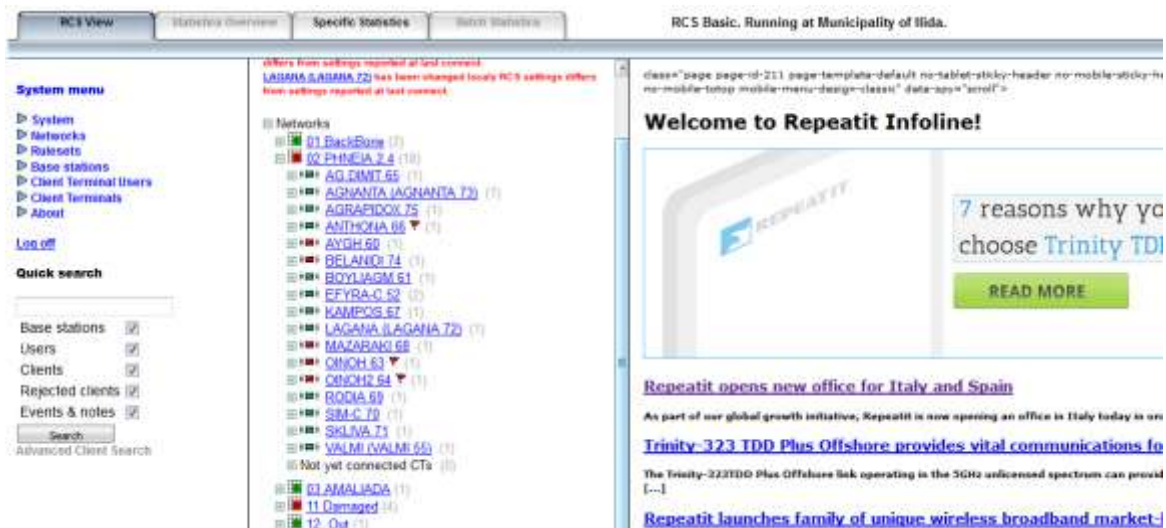 RCS View
Statistics Overview
Specific Statistics
Batch Statistics
RCS Basic. Running at Municipality of Ilida.
System menu
System
Networks
Rulesets
Base stations
Client Terminal Users
Client Terminals
About
Log off
Quick search
Base stations
Users
Clients
Rejected clients
Events & notes
Search
Advanced Client Search
differs from settings reported at last connect.
LAGANA (LAGANA 72) has been changed localy RCS settings differs
from settings reported at last connect.
Networks
01 BackBone (7)
02 PHNEIA 2.4 (18)
AG.DIMIT 65 (1)
AGNANTA (AGNANTA 73) (1)
AGRAPIDOX 75 (1)
ANTHONA 66 (1)
AYGH 60 (1)
BELANIDI 74 (1)
BOYLIAGM 61 (1)
EFYRA-C 52 (2)
KAMPOS 67 (1)
LAGANA (LAGANA 72) (1)
MAZARAKI 68 (1)
OINOH 63 (1)
OINOH2 64 (1)
RODIA 69 (1)
SIM-C 70 (1)
SKLIVA 71 (1)
VALMI (VALMI 55) (1)
Not yet connected CTs (0)
03 AMALIADA (1)
11 Damaged (4)
12. Out (1)
class="page page-id-211 page-template-default no-tablet-sticky-header no-mobile-sticky-he
no-mobile-totop mobile-menu-design-classic" data-spy="scroll">
Welcome to Repeatit Infoline!
REPEATIT
7 reasons why yo
choose Trinity TDD
READ MORE
Repeatit opens new office for Italy and Spain
As part of our global growth initiative, Repeatit is now opening an office in Italy today in
Trinity-323 TDD Plus Offshore provides vital communications fo
The Trinity-323TDD Plus Offshore link operating in the 5GHz unlicensed spectrum can provid
[...]
Repeatit launches family of unique wireless broadband market-